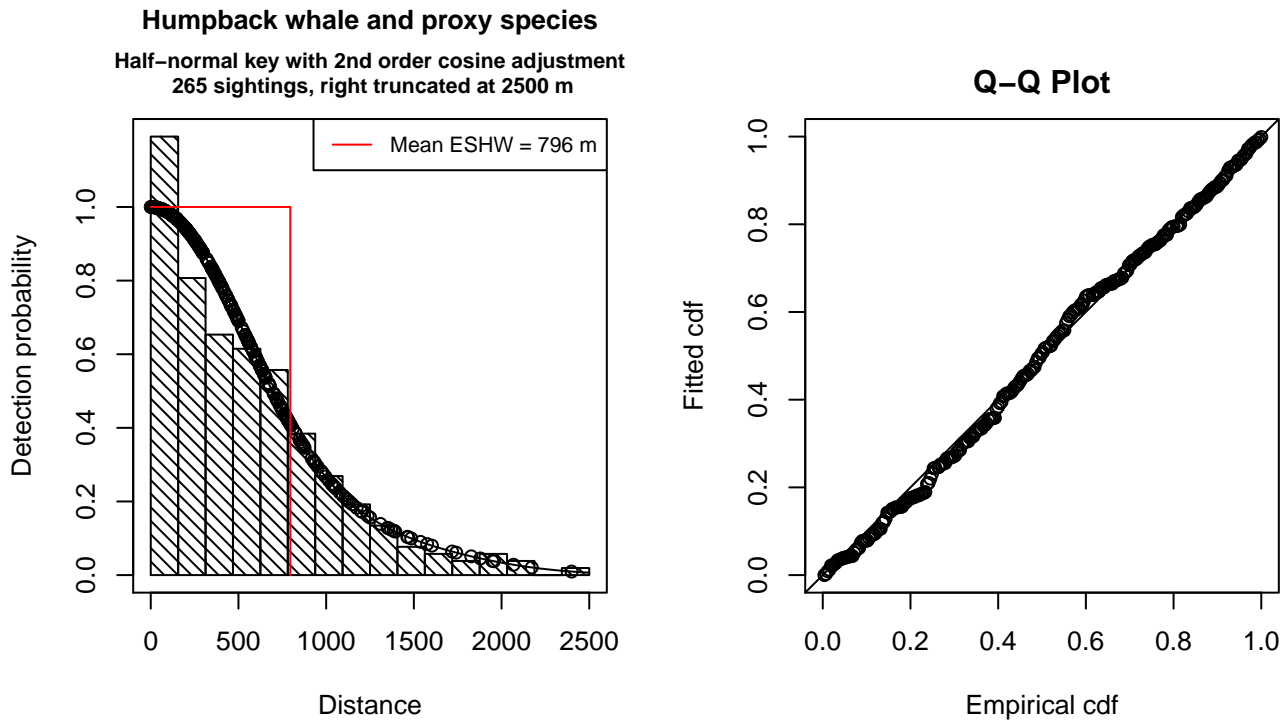 Humpback whale and proxy species
Half−normal key with 2nd order cosine adjustment
265 sightings, right truncated at 2500 m
Mean ESHW = 796 m
Detection probability
1.0
0.8
0.6
0.4
0.2
0.0
0 500 1000 1500 2000 2500
Distance
Q−Q Plot
Fitted cdf
1.0
0.8
0.6
0.4
0.2
0.0
0.0 0.2 0.4 0.6 0.8 1.0
Empirical cdf